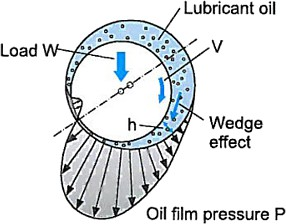 Lubricant oil
Load W
V
h
Wedge
effect
Oil film pressure P